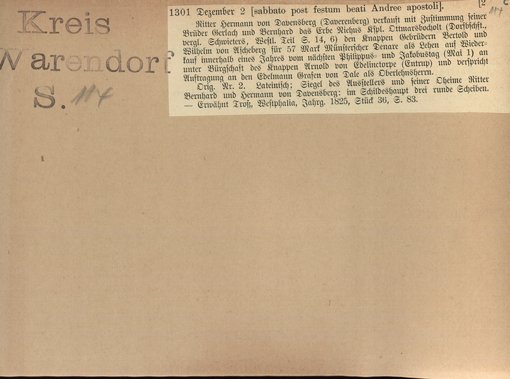 Kreis
Warendorf
S. 114
[2
114
1301 Dezember 2 [sabbato post festum beati Andree apostoli].
Ritter Hermann von Davensberg (Daverenberg) verkauft mit Zustimmung seiner
Brüder Gerlach und Bernhard das Erbe Niehus Kspl. Ottmarsbocholt (Dorfbsch.,
vergl. Schwieters, Westl. Teil S. 14, 6) den Knappen Gebrüdern Bertold und
Wilhelm von Ascheberg für 57 Mark Münsterscher Denare als Lehen auf Wieder-
kauf innerhalb eines Jahres vom nächsten Philippus- und Jakobustag (Mai 1) an
unter Bürgschaft des Knappen Arnold von Edelinctorpe (Entrup) und verspricht
Auftragung an den Edelmann Grafen von Dale als Oberlehnsherrn.
Orig. Nr. 2. Lateinisch; Siegel des Ausstellers und seiner Oheime Ritter
Bernhard und Hermann von Davensberg: im Schildeshaupt drei runde Scheiben.
— Erwähnt Troß, Westphalia, Jahrg. 1825, Stück 36, S. 83.